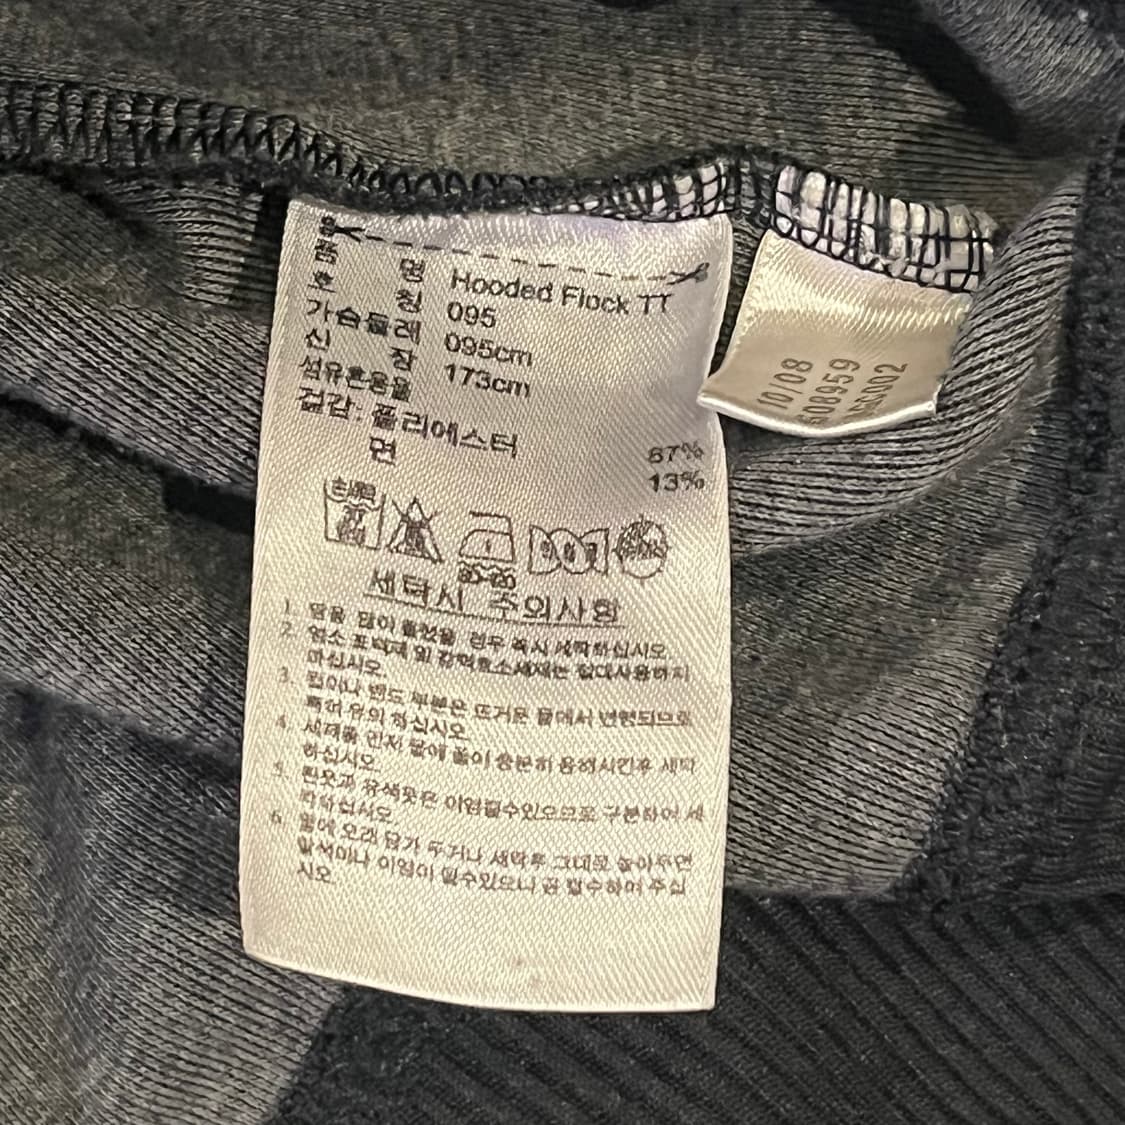 품 명 Hooded Flock TT
호 칭 095
가슴둘레 095cm
신 장 173cm
섬유혼용율
겉감: 폴리에스터 87%
면 13%
세탁시 주의사항
1. 땀을 많이 흘렸을 경우 즉시 세탁하십시오.
2. 염소 표백제 및 강력효소세제는 절대사용하지
마십시오.
3. 립이나 밴드 부분은 뜨거운 물에서 변형되므로
특히 유의 하십시오.
4. 세제를 먼저 물에 풀어 충분히 용해시킨후 세탁
하십시오.
5. 흰옷과 유색옷은 이염될수있으므로 구분하여 세
탁하십시오.
6. 물에 오래 담가 두거나 세탁후 그대로 놓아두면
탈색이나 이염이 될수있으니 곧 탈수하여 주십
시오.
10/08
608959